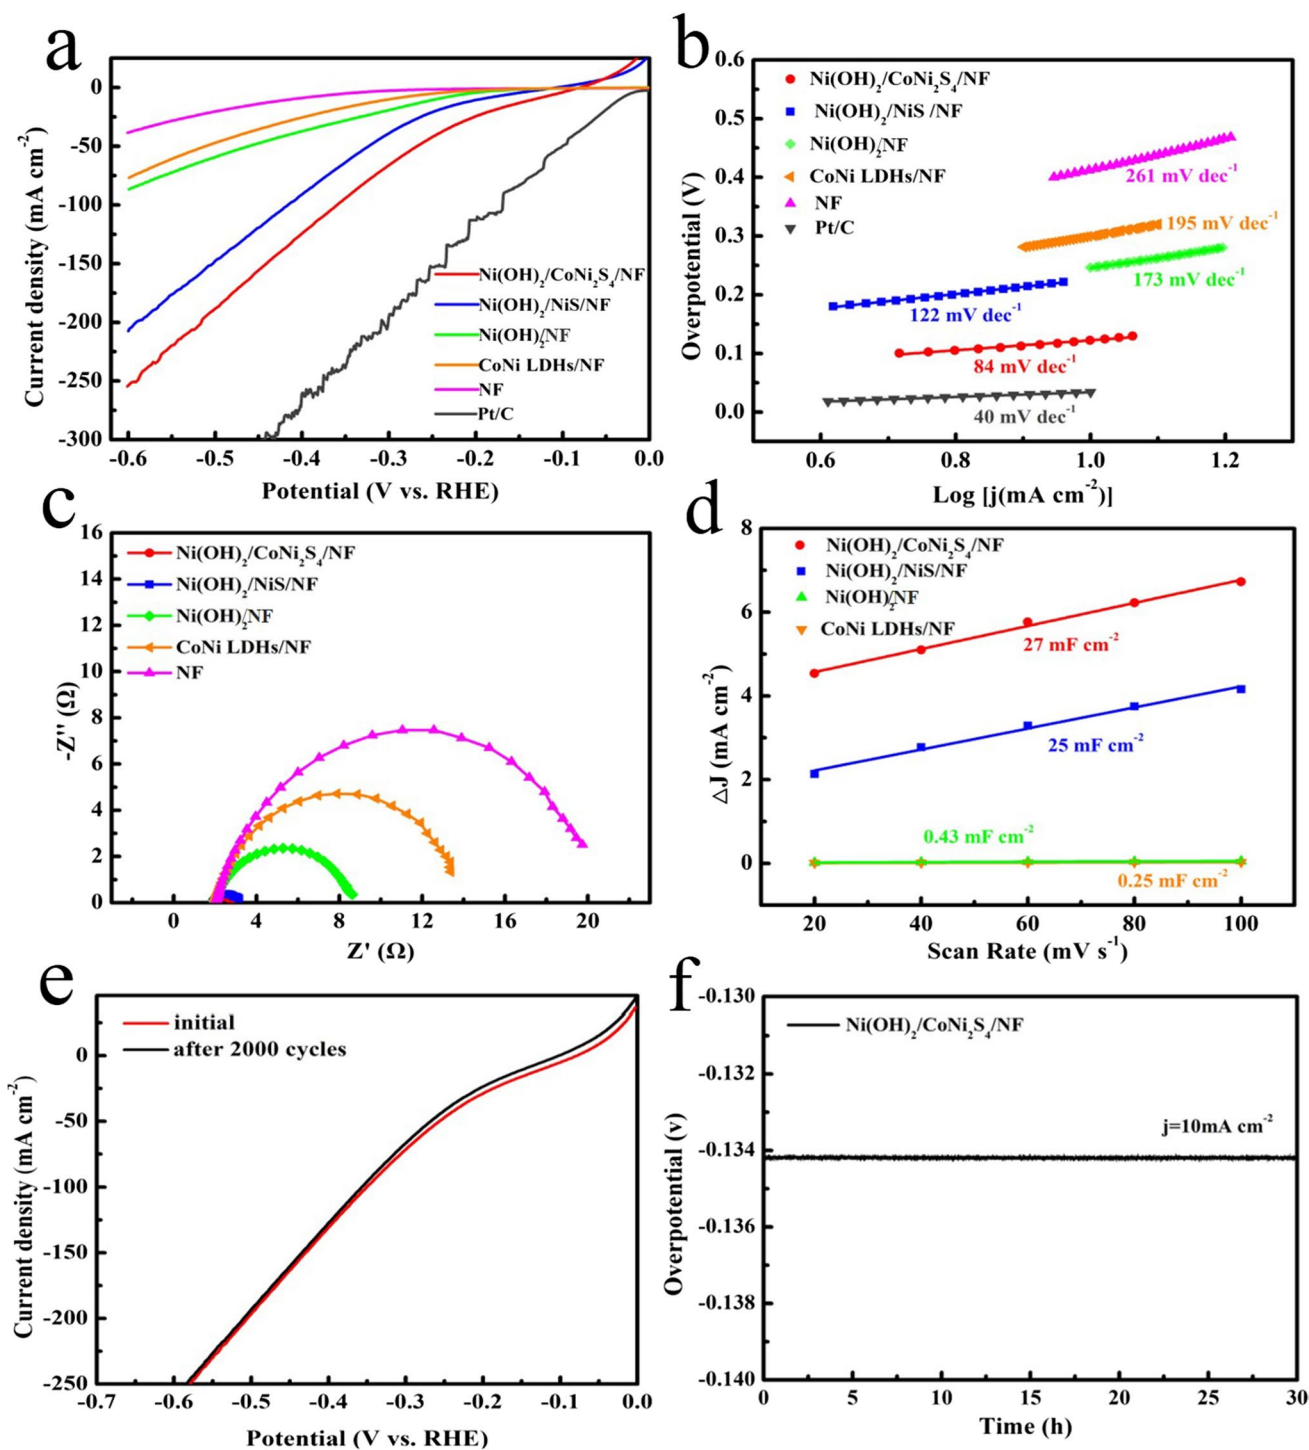 a
Current density (mA cm-2)
0
-50
-100
-150
-200
-250
-300
-0.6 -0.5 -0.4 -0.3 -0.2 -0.1 0.0
Potential (V vs. RHE)
Ni(OH)2/CoNi2S4/NF
Ni(OH)2/NiS/NF
Ni(OH)2/NF
CoNi LDHs/NF
NF
Pt/C
b
Overpotential (V)
0.6
0.5
0.4
0.3
0.2
0.1
0.0
Ni(OH)2/CoNi2S4/NF
Ni(OH)2/NiS /NF
Ni(OH)2/NF
CoNi LDHs/NF
NF
Pt/C
261 mV dec-1
195 mV dec-1
173 mV dec-1
122 mV dec-1
84 mV dec-1
40 mV dec-1
0.6 0.8 1.0 1.2
Log [j(mA cm-2)]
c
-Z'' (Ω)
16
14
12
10
8
6
4
2
0
Ni(OH)2/CoNi2S4/NF
Ni(OH)2/NiS/NF
Ni(OH)2/NF
CoNi LDHs/NF
NF
0 4 8 12 16 20
Z' (Ω)
d
△J (mA cm-2)
8
6
4
2
0
Ni(OH)2/CoNi2S4/NF
Ni(OH)2/NiS/NF
Ni(OH)2/NF
CoNi LDHs/NF
27 mF cm-2
25 mF cm-2
0.43 mF cm-2
0.25 mF cm-2
20 40 60 80 100
Scan Rate (mV s-1)
e
Current density (mA cm-2)
0
-50
-100
-150
-200
-250
initial
after 2000 cycles
-0.7 -0.6 -0.5 -0.4 -0.3 -0.2 -0.1 0.0
Potential (V vs. RHE)
f
Overpotential (v)
-0.130
-0.132
-0.134
-0.136
-0.138
-0.140
Ni(OH)2/CoNi2S4/NF
j=10mA cm-2
0 5 10 15 20 25 30
Time (h)